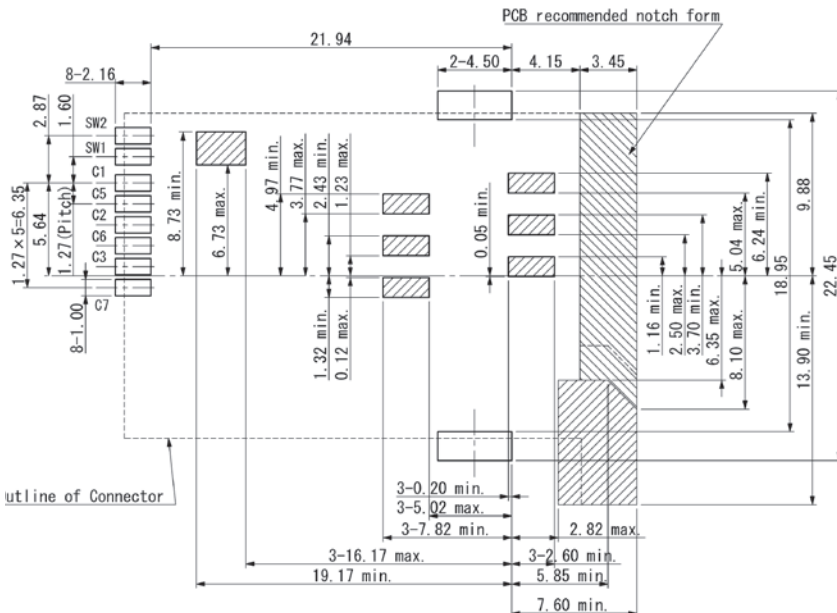 PCB recommended notch form
21.94
2-4.50
4.15
3.45
8-2.16
2.87
1.60
SW2
SW1
C1
C5
C2
C6
C3
C7
1.27×5=6.35
5.64
1.27(Pitch)
8-1.00
8.73 min.
6.73 max.
4.97 min.
3.77 max.
2.43 min.
1.23 max.
1.32 min.
0.12 max.
0.05 min.
1.16 min.
2.50 max.
3.70 min.
5.04 max.
6.24 min.
6.35 max.
8.10 max.
9.88
18.95
22.45
13.90 min.
utline of Connector
3-0.20 min.
3-5.02 max.
3-7.82 min.
2.82 max.
3-16.17 max.
3-2.60 min.
19.17 min.
5.85 min.
7.60 min.